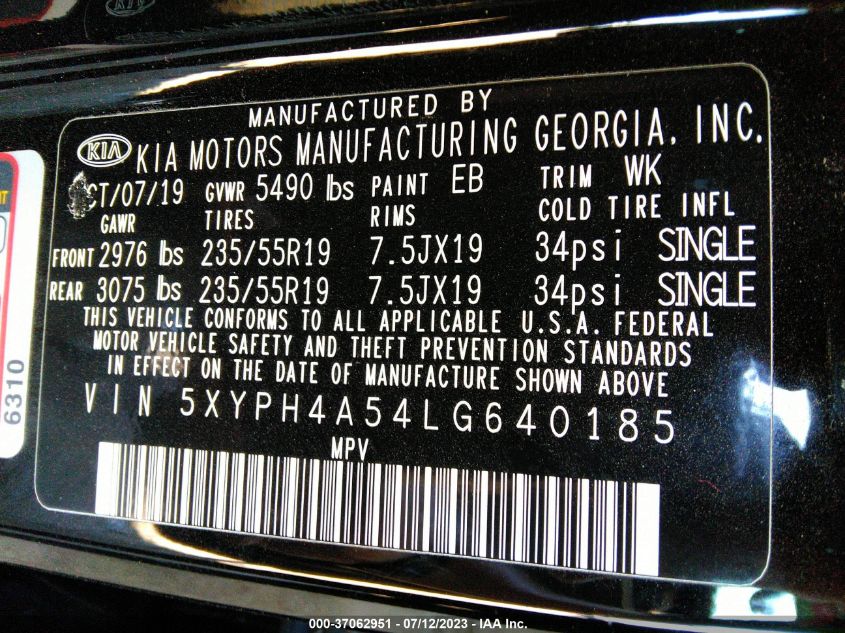 MANUFACTURED BY
KIA KIA MOTORS MANUFACTURING GEORGIA, INC.
CT/07/19 GVWR 5490 lbs PAINT EB TRIM WK
GAWR TIRES RIMS COLD TIRE INFL
FRONT 2976 lbs 235/55R19 7.5JX19 34psi SINGLE
REAR 3075 lbs 235/55R19 7.5JX19 34psi SINGLE
THIS VEHICLE CONFORMS TO ALL APPLICABLE U.S.A. FEDERAL
MOTOR VEHICLE SAFETY AND THEFT PREVENTION STANDARDS
IN EFFECT ON THE DATE OF MANUFACTURE SHOWN ABOVE
VIN 5XYPH4A54LG640185
MPV
6310
000-37062951 - 07/12/2023 - IAA Inc.